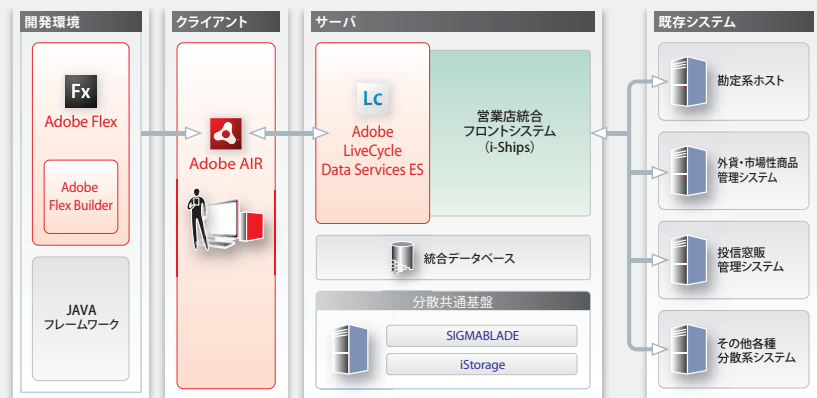 開発環境
Fx
Adobe Flex
Adobe
Flex Builder
JAVA
フレームワーク
クライアント
Adobe AIR
サーバ
Lc
Adobe
LiveCycle
Data Services ES
営業店統合
フロントシステム
（i-Ships）
統合データベース
分散共通基盤
SIGMABLADE
iStorage
既存システム
勘定系ホスト
外貨・市場性商品
管理システム
投信窓販
管理システム
その他各種
分散系システム